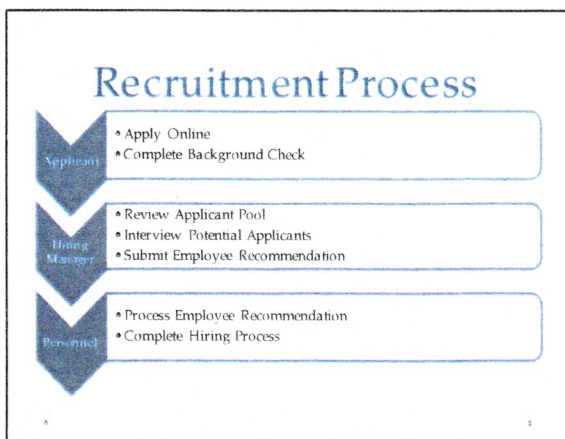 Recruitment Process
Applicant
• Apply Online
• Complete Background Check
Hiring
Manager
• Review Applicant Pool
• Interview Potential Applicants
• Submit Employee Recommendation
Personnel
• Process Employee Recommendation
• Complete Hiring Process